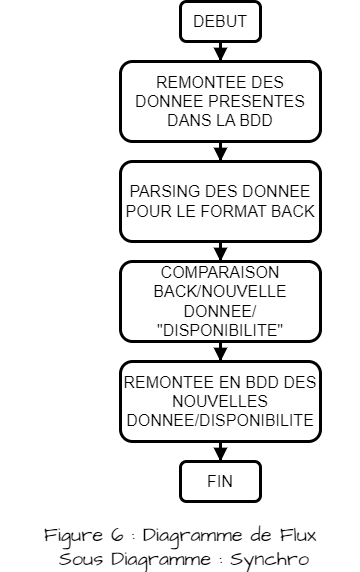 DEBUT
REMONTEE DES
DONNEE PRESENTES
DANS LA BDD
PARSING DES DONNEE
POUR LE FORMAT BACK
COMPARAISON
BACK/NOUVELLE
DONNEE/
"DISPONIBILITE"
REMONTEE EN BDD DES
NOUVELLES
DONNEE/DISPONIBILITE
FIN
Figure 6 : Diagramme de Flux
Sous Diagramme : Synchro